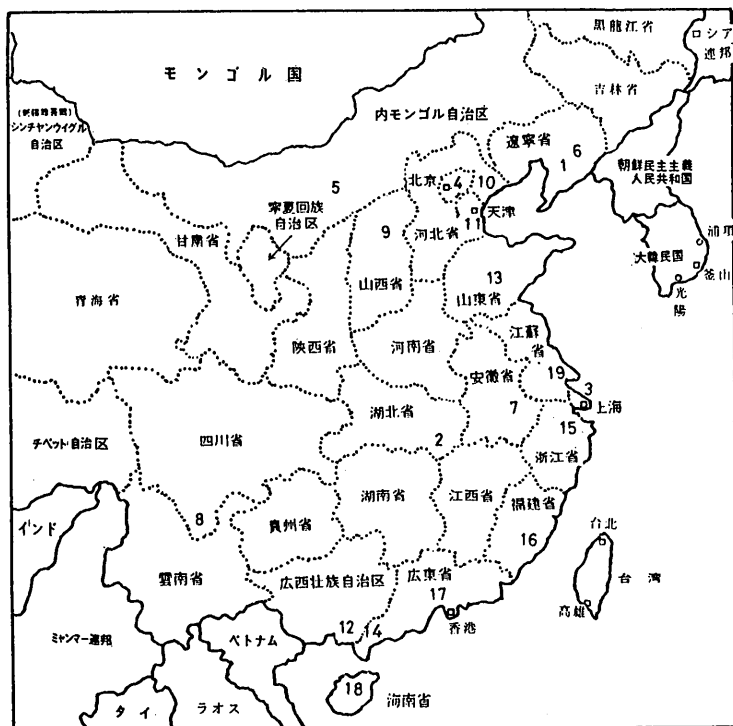 黒龍江省
ロシア
連邦
モンゴル国
吉林省
シンチャンウイグル
自治区
内モンゴル自治区
遼寧省
6
1
朝鮮民主主義
人民共和国
北京
4
10
5
寧夏回族
自治区
天津
11
9
河北省
甘粛省
浦項
大韓民国
釜山
光
陽
13
山西省
山東省
青海省
江蘇
省
陝西省
河南省
安徽省
19
3
上海
湖北省
7
15
チベット自治区
四川省
2
浙江省
湖南省
江西省
福建省
8
貴州省
インド
16
台北
雲南省
広西壮族自治区
広東省
17
台湾
高雄
香港
12
14
ミャンマー連邦
ベトナム
18
海南省
タイ
ラオス